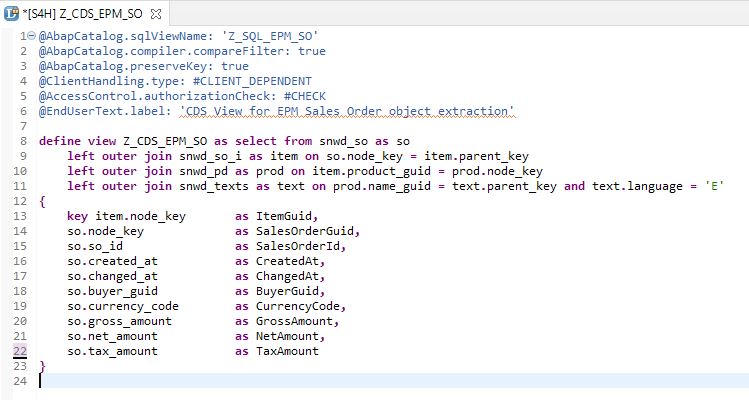 *[S4H] Z_CDS_EPM_SO
1 @AbapCatalog.sqlViewName: 'Z_SQL_EPM_SO'
2 @AbapCatalog.compiler.compareFilter: true
3 @AbapCatalog.preserveKey: true
4 @ClientHandling.type: #CLIENT_DEPENDENT
5 @AccessControl.authorizationCheck: #CHECK
6 @EndUserText.label: 'CDS View for EPM Sales Order object extraction'
7
8 define view Z_CDS_EPM_SO as select from snwd_so as so
9     left outer join snwd_so_i as item on so.node_key = item.parent_key
10     left outer join snwd_pd as prod on item.product_guid = prod.node_key
11     left outer join snwd_texts as text on prod.name_guid = text.parent_key and text.language = 'E'
12 {
13     key item.node_key       as ItemGuid,
14     so.node_key             as SalesOrderGuid,
15     so.so_id                as SalesOrderId,
16     so.created_at           as CreatedAt,
17     so.changed_at           as ChangedAt,
18     so.buyer_guid           as BuyerGuid,
19     so.currency_code        as CurrencyCode,
20     so.gross_amount         as GrossAmount,
21     so.net_amount           as NetAmount,
22     so.tax_amount           as TaxAmount
23 }
24